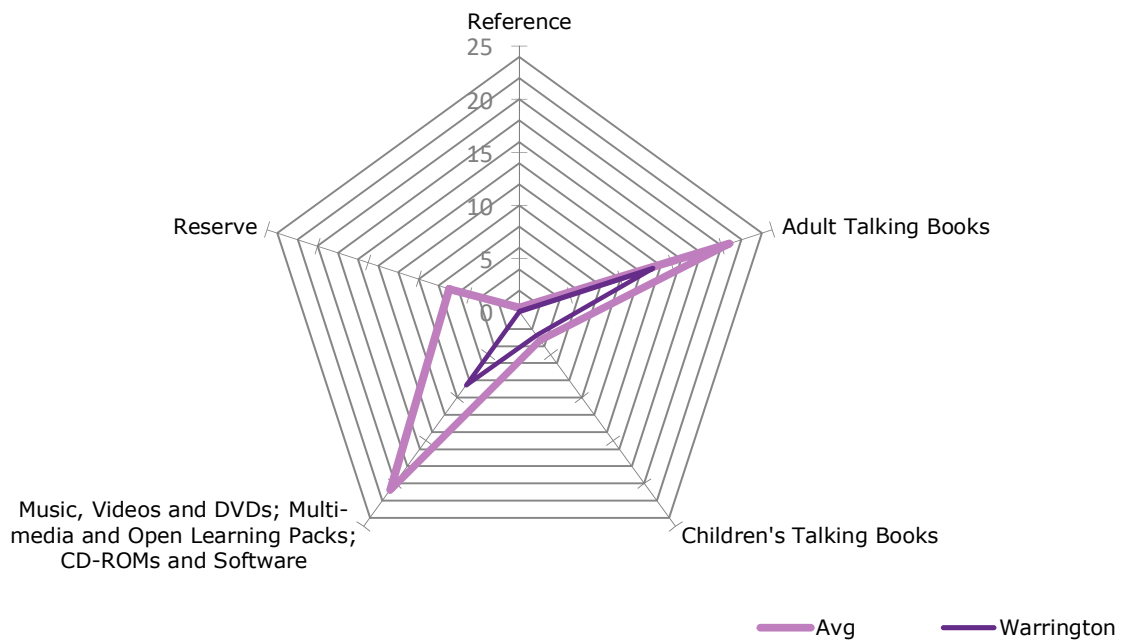 Reference
25
20
15
10
5
0
Reserve
Adult Talking Books
Music, Videos and DVDs; Multi-
media and Open Learning Packs;
CD-ROMs and Software
Children's Talking Books
Avg
Warrington